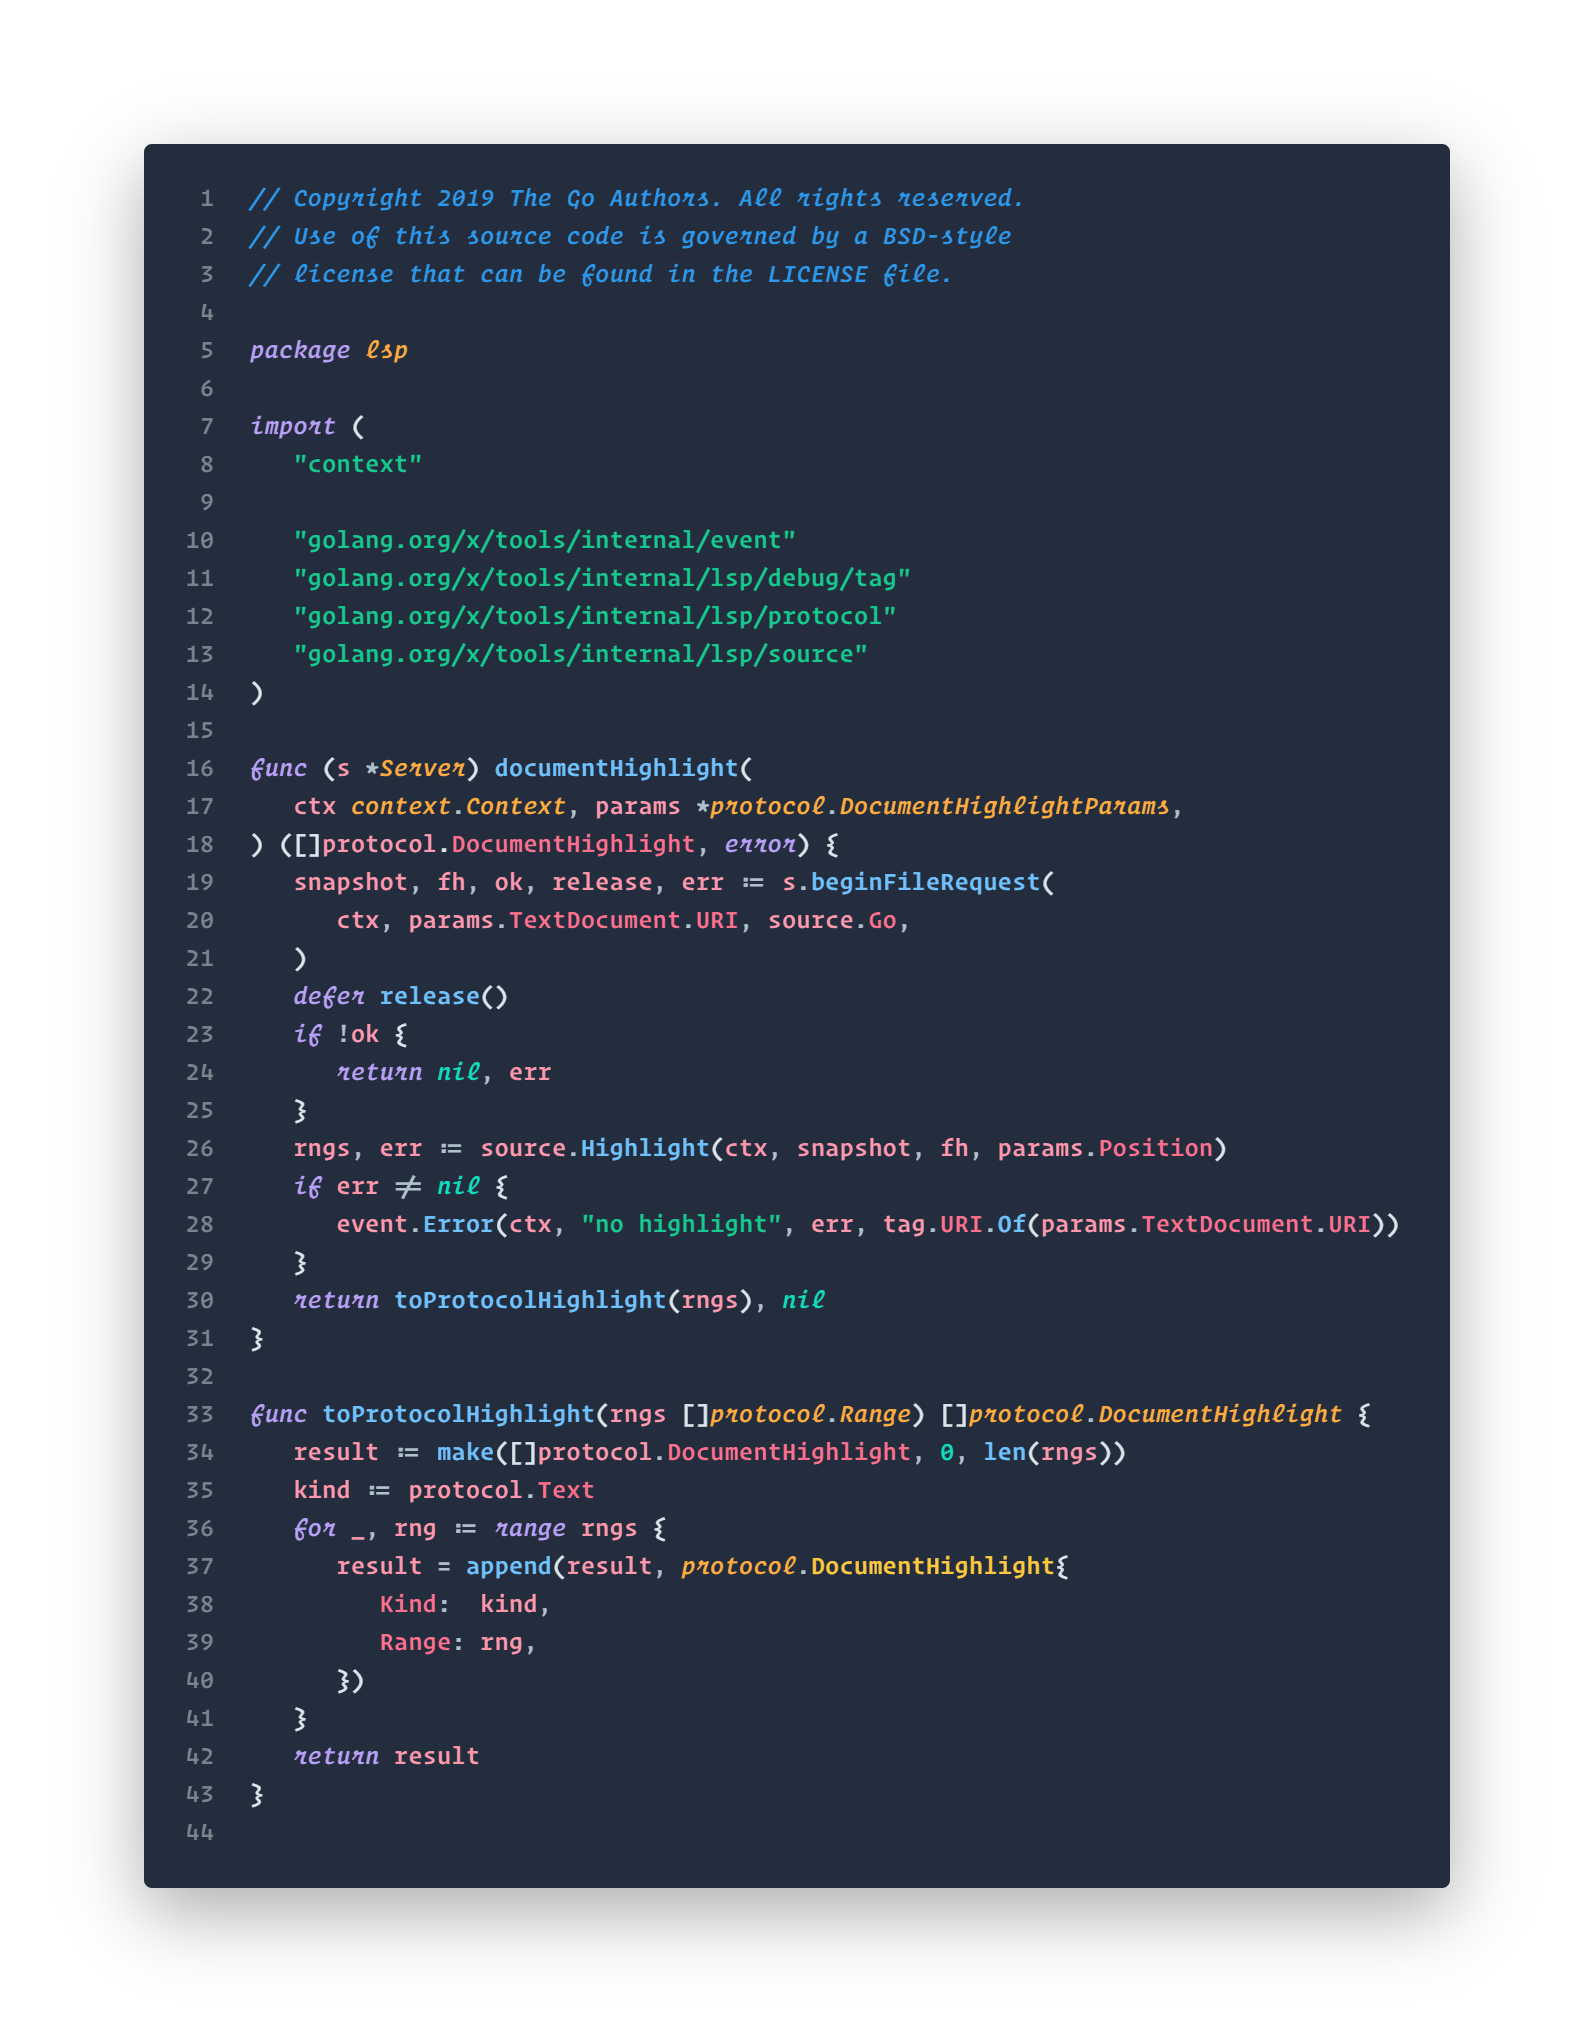 1 // Copyright 2019 The Go Authors. All rights reserved.
2 // Use of this source code is governed by a BSD-style
3 // license that can be found in the LICENSE file.
4
5 package lsp
6
7 import (
8    "context"
9
10    "golang.org/x/tools/internal/event"
11    "golang.org/x/tools/internal/lsp/debug/tag"
12    "golang.org/x/tools/internal/lsp/protocol"
13    "golang.org/x/tools/internal/lsp/source"
14 )
15
16 func (s *Server) documentHighlight(
17    ctx context.Context, params *protocol.DocumentHighlightParams,
18 ) ([]protocol.DocumentHighlight, error) {
19    snapshot, fh, ok, release, err := s.beginFileRequest(
20       ctx, params.TextDocument.URI, source.Go,
21    )
22    defer release()
23    if !ok {
24       return nil, err
25    }
26    rngs, err := source.Highlight(ctx, snapshot, fh, params.Position)
27    if err != nil {
28       event.Error(ctx, "no highlight", err, tag.URI.Of(params.TextDocument.URI))
29    }
30    return toProtocolHighlight(rngs), nil
31 }
32
33 func toProtocolHighlight(rngs []protocol.Range) []protocol.DocumentHighlight {
34    result := make([]protocol.DocumentHighlight, 0, len(rngs))
35    kind := protocol.Text
36    for _, rng := range rngs {
37       result = append(result, protocol.DocumentHighlight{
38          Kind:  kind,
39          Range: rng,
40       })
41    }
42    return result
43 }
44